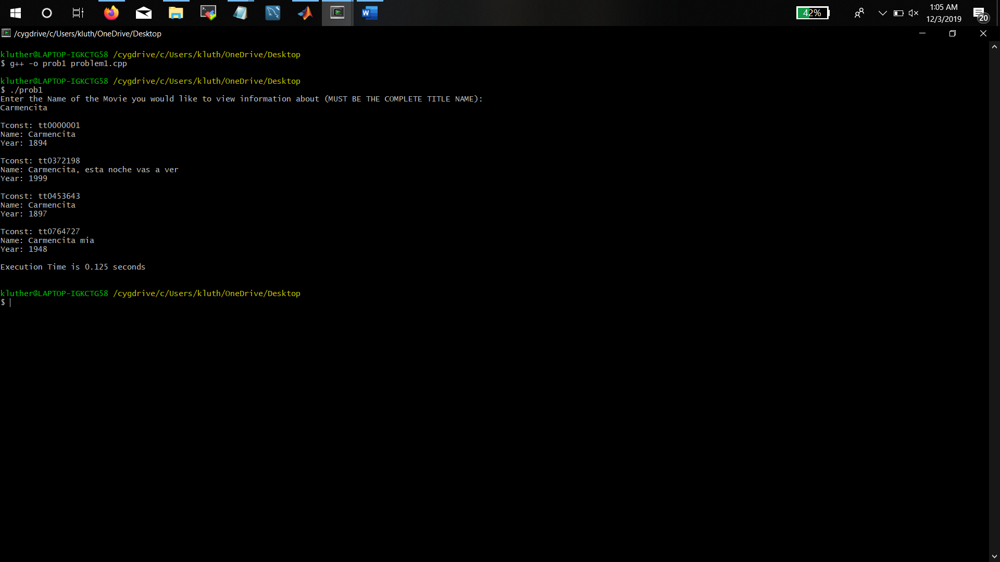 42%
1:05 AM
12/3/2019
20
/cygdrive/c/Users/kluth/OneDrive/Desktop
kluther@LAPTOP-IGKCTG58 /cygdrive/c/Users/kluth/OneDrive/Desktop
$ g++ -o prob1 problem1.cpp
kluther@LAPTOP-IGKCTG58 /cygdrive/c/Users/kluth/OneDrive/Desktop
$ ./prob1
Enter the Name of the Movie you would like to view information about (MUST BE THE COMPLETE TITLE NAME):
Carmencita
Tconst: tt0000001
Name: Carmencita
Year: 1894
Tconst: tt0372198
Name: Carmencita, esta noche vas a ver
Year: 1999
Tconst: tt0453643
Name: Carmencita
Year: 1897
Tconst: tt0764727
Name: Carmencita mia
Year: 1948
Execution Time is 0.125 seconds
kluther@LAPTOP-IGKCTG58 /cygdrive/c/Users/kluth/OneDrive/Desktop
$